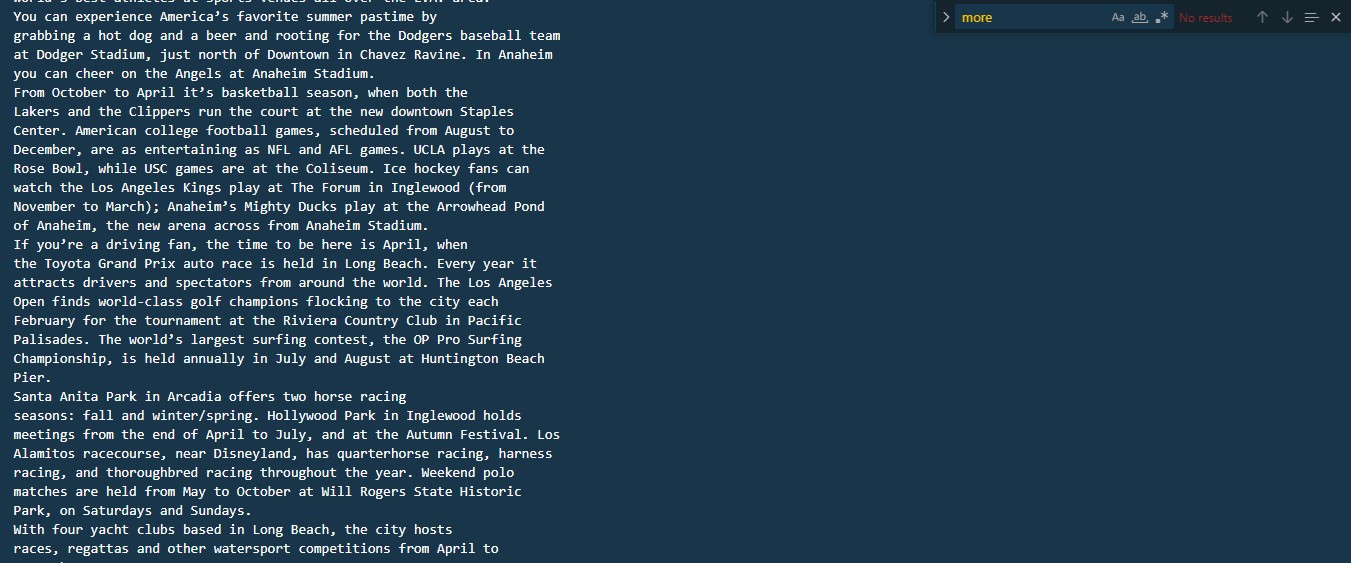 world's best athletes at sports venues all over the L.A. area.
You can experience America’s favorite summer pastime by
grabbing a hot dog and a beer and rooting for the Dodgers baseball team
at Dodger Stadium, just north of Downtown in Chavez Ravine. In Anaheim
you can cheer on the Angels at Anaheim Stadium.
From October to April it’s basketball season, when both the
Lakers and the Clippers run the court at the new downtown Staples
Center. American college football games, scheduled from August to
December, are as entertaining as NFL and AFL games. UCLA plays at the
Rose Bowl, while USC games are at the Coliseum. Ice hockey fans can
watch the Los Angeles Kings play at The Forum in Inglewood (from
November to March); Anaheim’s Mighty Ducks play at the Arrowhead Pond
of Anaheim, the new arena across from Anaheim Stadium.
If you’re a driving fan, the time to be here is April, when
the Toyota Grand Prix auto race is held in Long Beach. Every year it
attracts drivers and spectators from around the world. The Los Angeles
Open finds world-class golf champions flocking to the city each
February for the tournament at the Riviera Country Club in Pacific
Palisades. The world’s largest surfing contest, the OP Pro Surfing
Championship, is held annually in July and August at Huntington Beach
Pier.
Santa Anita Park in Arcadia offers two horse racing
seasons: fall and winter/spring. Hollywood Park in Inglewood holds
meetings from the end of April to July, and at the Autumn Festival. Los
Alamitos racecourse, near Disneyland, has quarterhorse racing, harness
racing, and thoroughbred racing throughout the year. Weekend polo
matches are held from May to October at Will Rogers State Historic
Park, on Saturdays and Sundays.
With four yacht clubs based in Long Beach, the city hosts
races, regattas and other watersport competitions from April to
more
Aa ab .*
No results